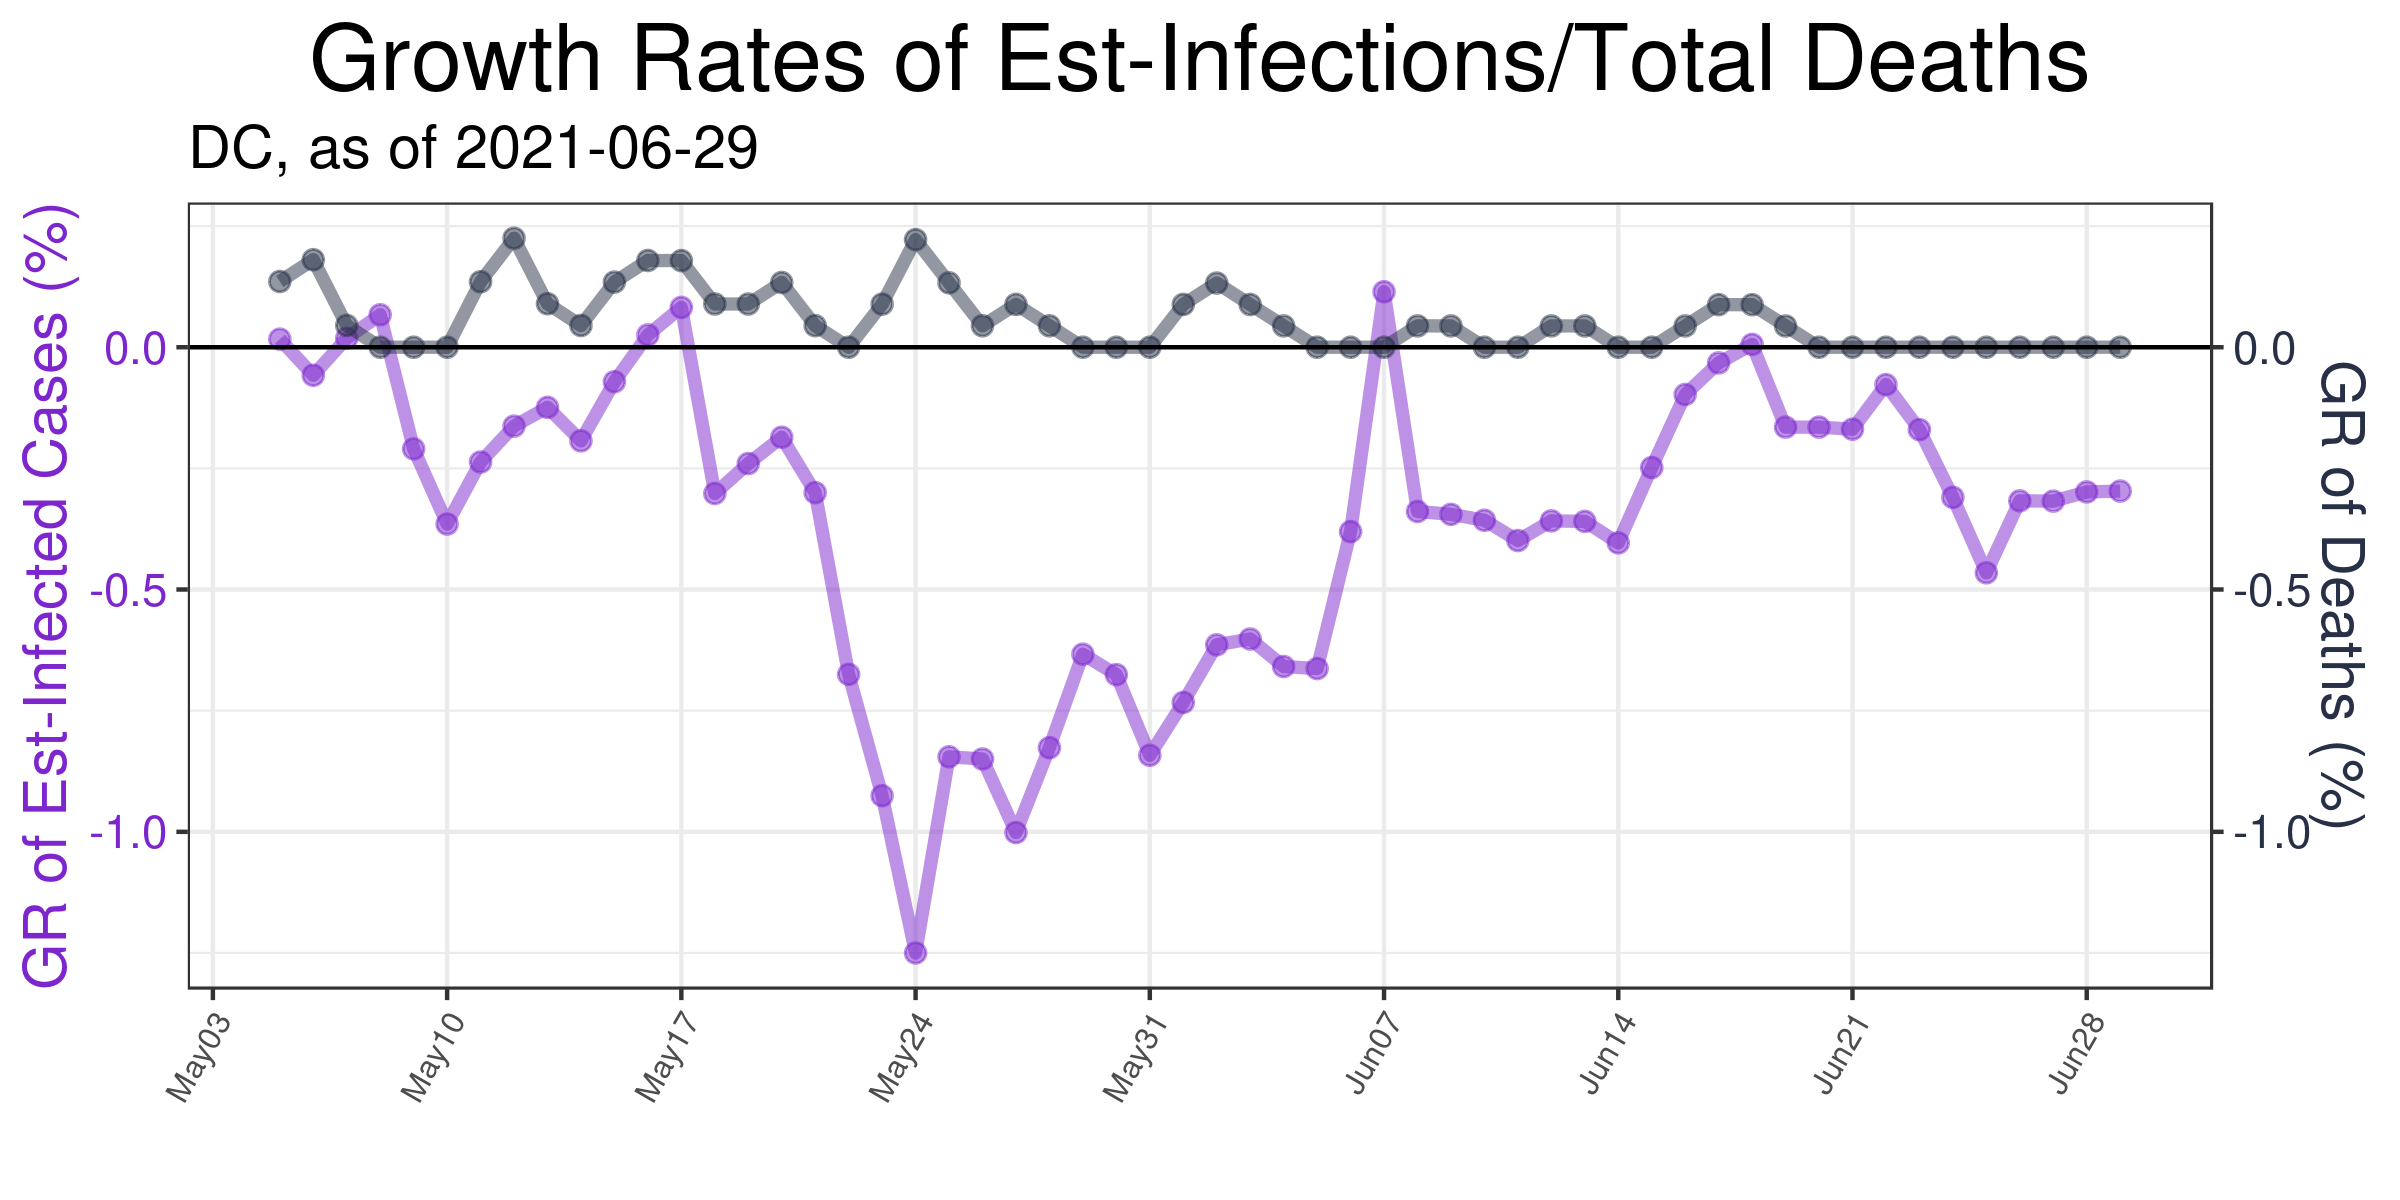 Growth Rates of Est-Infections/Total Deaths
DC, as of 2021-06-29
GR of Est-Infected Cases (%)
0.0
-0.5
-1.0
0.0
-0.5
-1.0
GR of Deaths (%)
May03
May10
May17
May24
May31
Jun07
Jun14
Jun21
Jun28